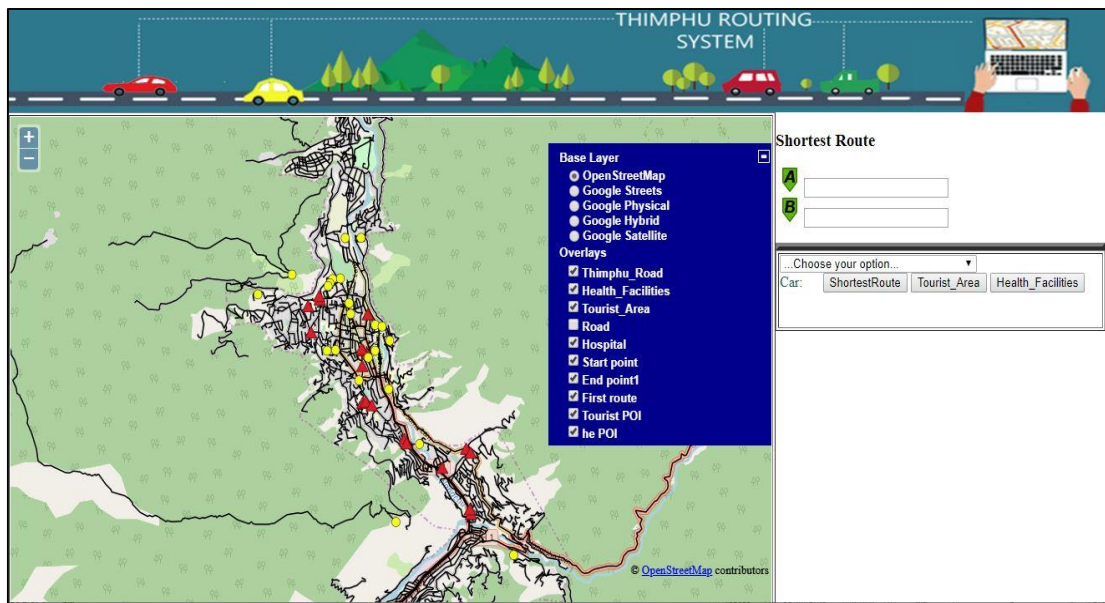 THIMPHU ROUTING
SYSTEM
+
−
Base Layer
OpenStreetMap
Google Streets
Google Physical
Google Hybrid
Google Satellite
Overlays
Thimphu_Road
Health_Facilities
Tourist_Area
Road
Hospital
Start point
End point1
First route
Tourist POI
he POI
© OpenStreetMap contributors
Shortest Route
A
B
...Choose your option...
Car: ShortestRoute Tourist_Area Health_Facilities